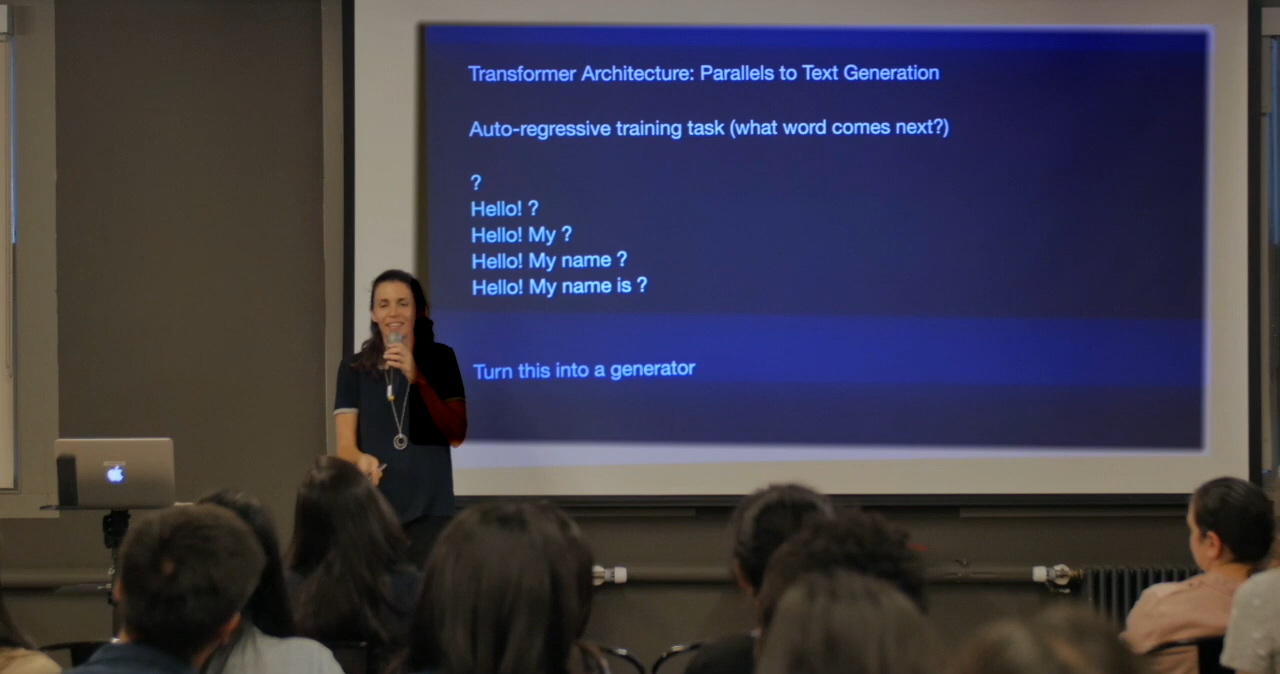 Transformer Architecture: Parallels to Text Generation
Auto-regressive training task (what word comes next?)
?
Hello! ?
Hello! My ?
Hello! My name ?
Hello! My name is ?
Turn this into a generator